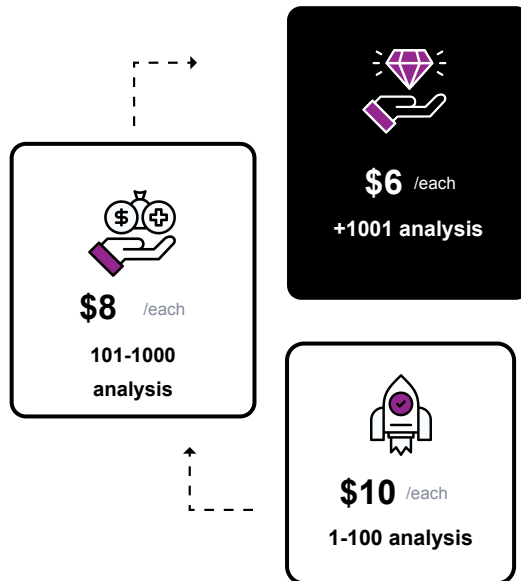 $6 /each
+1001 analysis
$
$8 /each
101-1000
analysis
$10 /each
1-100 analysis